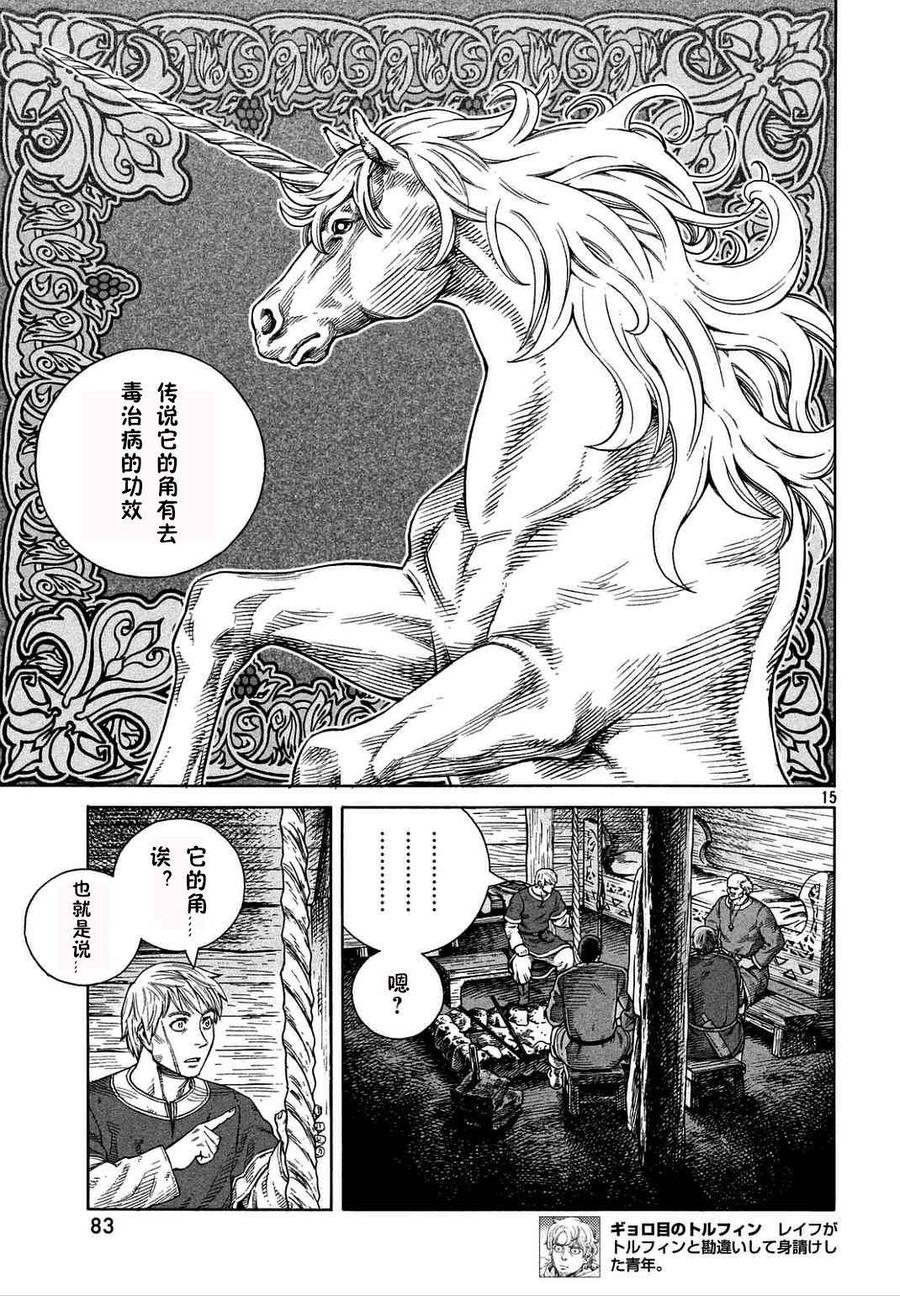 传说它的角有去
毒治病的功效
15
………
………
嗯？
它的角…
诶？
也就是说…
83
ギョロ目のトルフィン　レイフが
トルフィンと勘違いして身請けし
た青年。